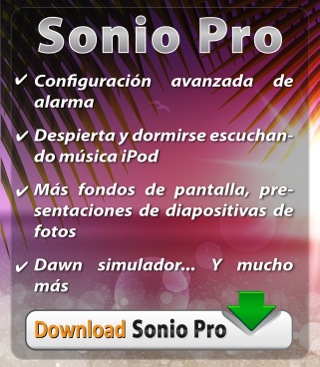 Sonio Pro
✔ Configuración avanzada de
alarma
✔ Despierta y dormirse escuchan-
do música iPod
✔ Más fondos de pantalla, pre-
sentaciones de diapositivas de
fotos
✔ Dawn simulador... Y mucho
más
Download Sonio Pro